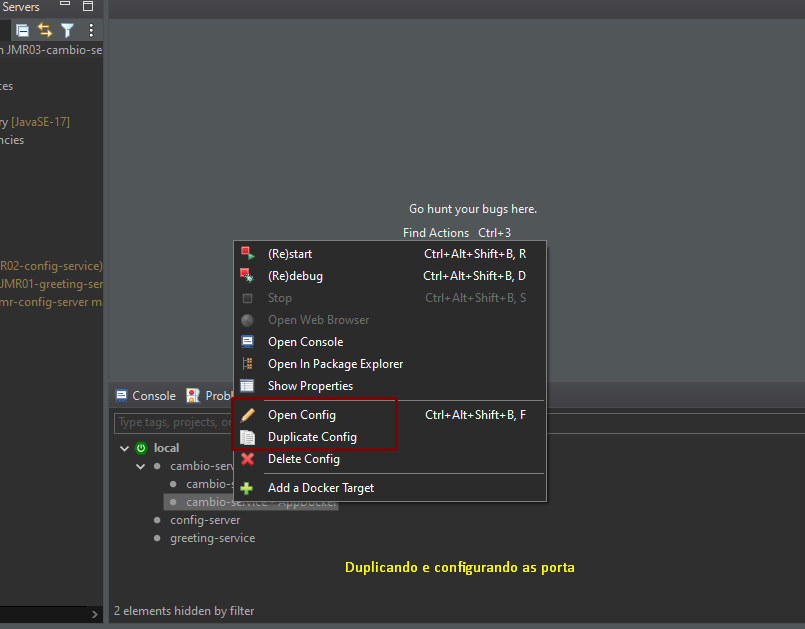 Servers
JMR03-cambio-se
ces
ry [JavaSE-17]
ncies
R02-config-service)
JMR01-greeting-ser
mr-config-server m
Go hunt your bugs here.
Find Actions Ctrl+3
(Re)start Ctrl+Alt+Shift+B, R
(Re)debug Ctrl+Alt+Shift+B, D
Stop Ctrl+Alt+Shift+B, S
Open Web Browser
Open Console
Open In Package Explorer
Show Properties
Open Config Ctrl+Alt+Shift+B, F
Duplicate Config
Delete Config
Add a Docker Target
Console Probl
Type tags, projects, or
local
cambio-serv
cambio-s
cambio-service - AppDocker
config-server
greeting-service
Duplicando e configurando as porta
2 elements hidden by filter